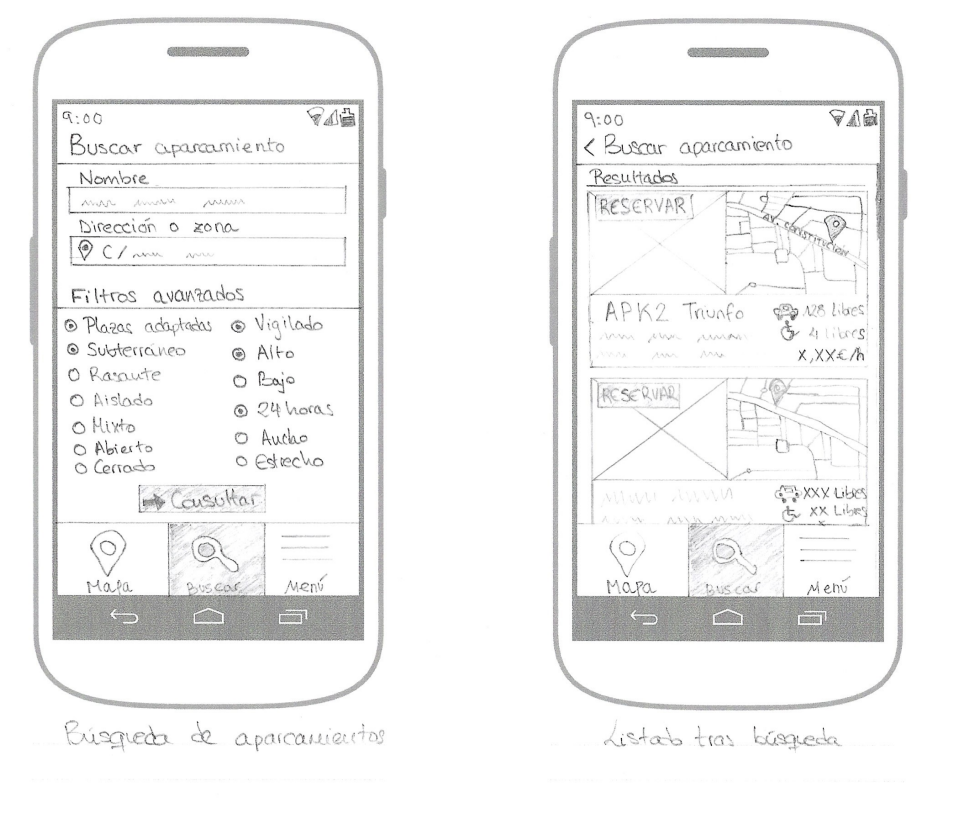 9:00
Buscar aparcamiento
Nombre
Dirección o zona
C/
Filtros avanzados
Plazas adaptadas
Subterráneo
Rasante
Aislado
Mixto
Abierto
Cerrado
Vigilado
Alto
Bajo
24 horas
Ancho
Estrecho
Consultar
Mapa
Buscar
Menú
Búsqueda de aparcamientos
9:00
< Buscar aparcamiento
Resultados
RESERVAR
AV. CONSTITUCIÓN
APK2 Triunfo
128 libres
4 libres
X,XX€/h
RESERVAR
XXX Libres
XX Libres
Mapa
Buscar
Menú
Listado tras búsqueda